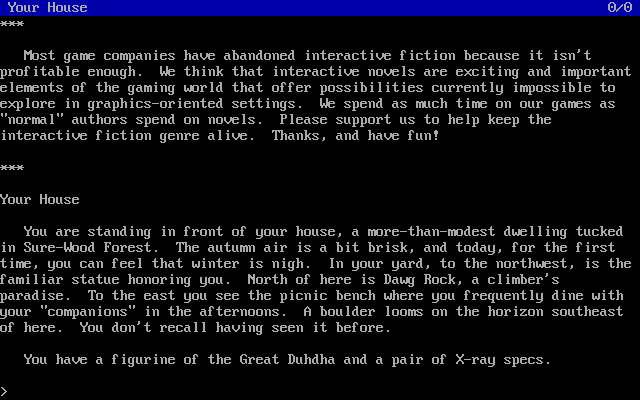 Your House 0/0
***
Most game companies have abandoned interactive fiction because it isn't
profitable enough.  We think that interactive novels are exciting and important
elements of the gaming world that offer possibilities currently impossible to
explore in graphics-oriented settings.  We spend as much time on our games as
"normal" authors spend on novels.  Please support us to help keep the
interactive fiction genre alive.  Thanks, and have fun!
***
Your House
You are standing in front of your house, a more-than-modest dwelling tucked
in Sure-Wood Forest.  The autumn air is a bit brisk, and today, for the first
time, you can feel that winter is nigh.  In your yard, to the northwest, is the
familiar statue honoring you.  North of here is Dawg Rock, a climber's
paradise.  To the east you see the picnic bench where you frequently dine with
your "companions" in the afternoons.  A boulder looms on the horizon southeast
of here.  You don't recall having seen it before.
You have a figurine of the Great Duhdha and a pair of X-ray specs.
>